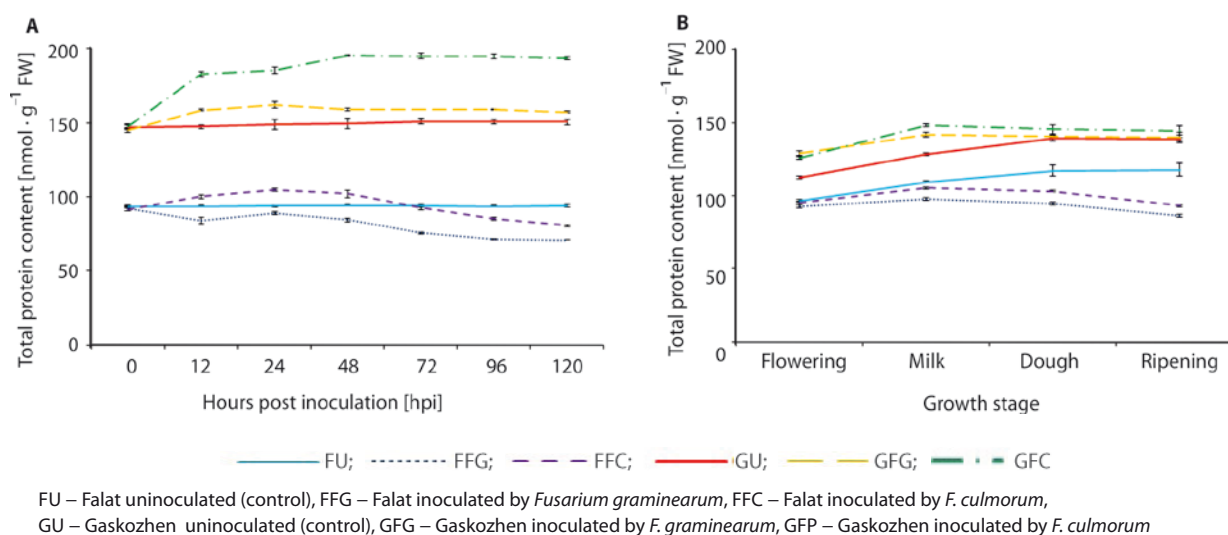 A
Total protein content [nmol · g⁻¹ FW]
200
150
100
50
0
0 12 24 48 72 96 120
Hours post inoculation [hpi]
B
Total protein content [nmol · g⁻¹ FW]
200
150
100
50
0
Flowering Milk Dough Ripening
Growth stage
FU; FFG; FFC; GU; GFG; GFC
FU – Falat uninoculated (control), FFG – Falat inoculated by Fusarium graminearum, FFC – Falat inoculated by F. culmorum,
GU – Gaskozhen uninoculated (control), GFG – Gaskozhen inoculated by F. graminearum, GFP – Gaskozhen inoculated by F. culmorum